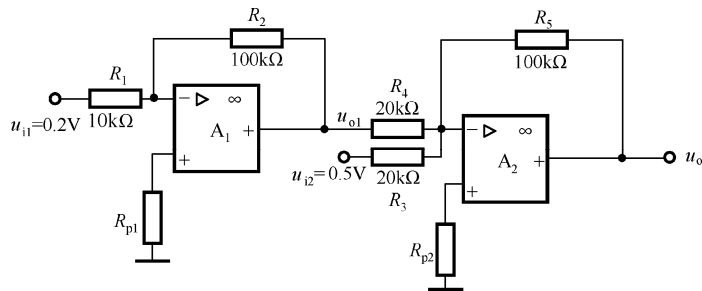 R2
100kΩ
R5
100kΩ
R1
10kΩ
ui1=0.2V
− ▷ ∞
A1
+
+
Rp1
uo1
R4
20kΩ
ui2=0.5V
20kΩ
R3
− ▷ ∞
A2
+
+
Rp2
uo